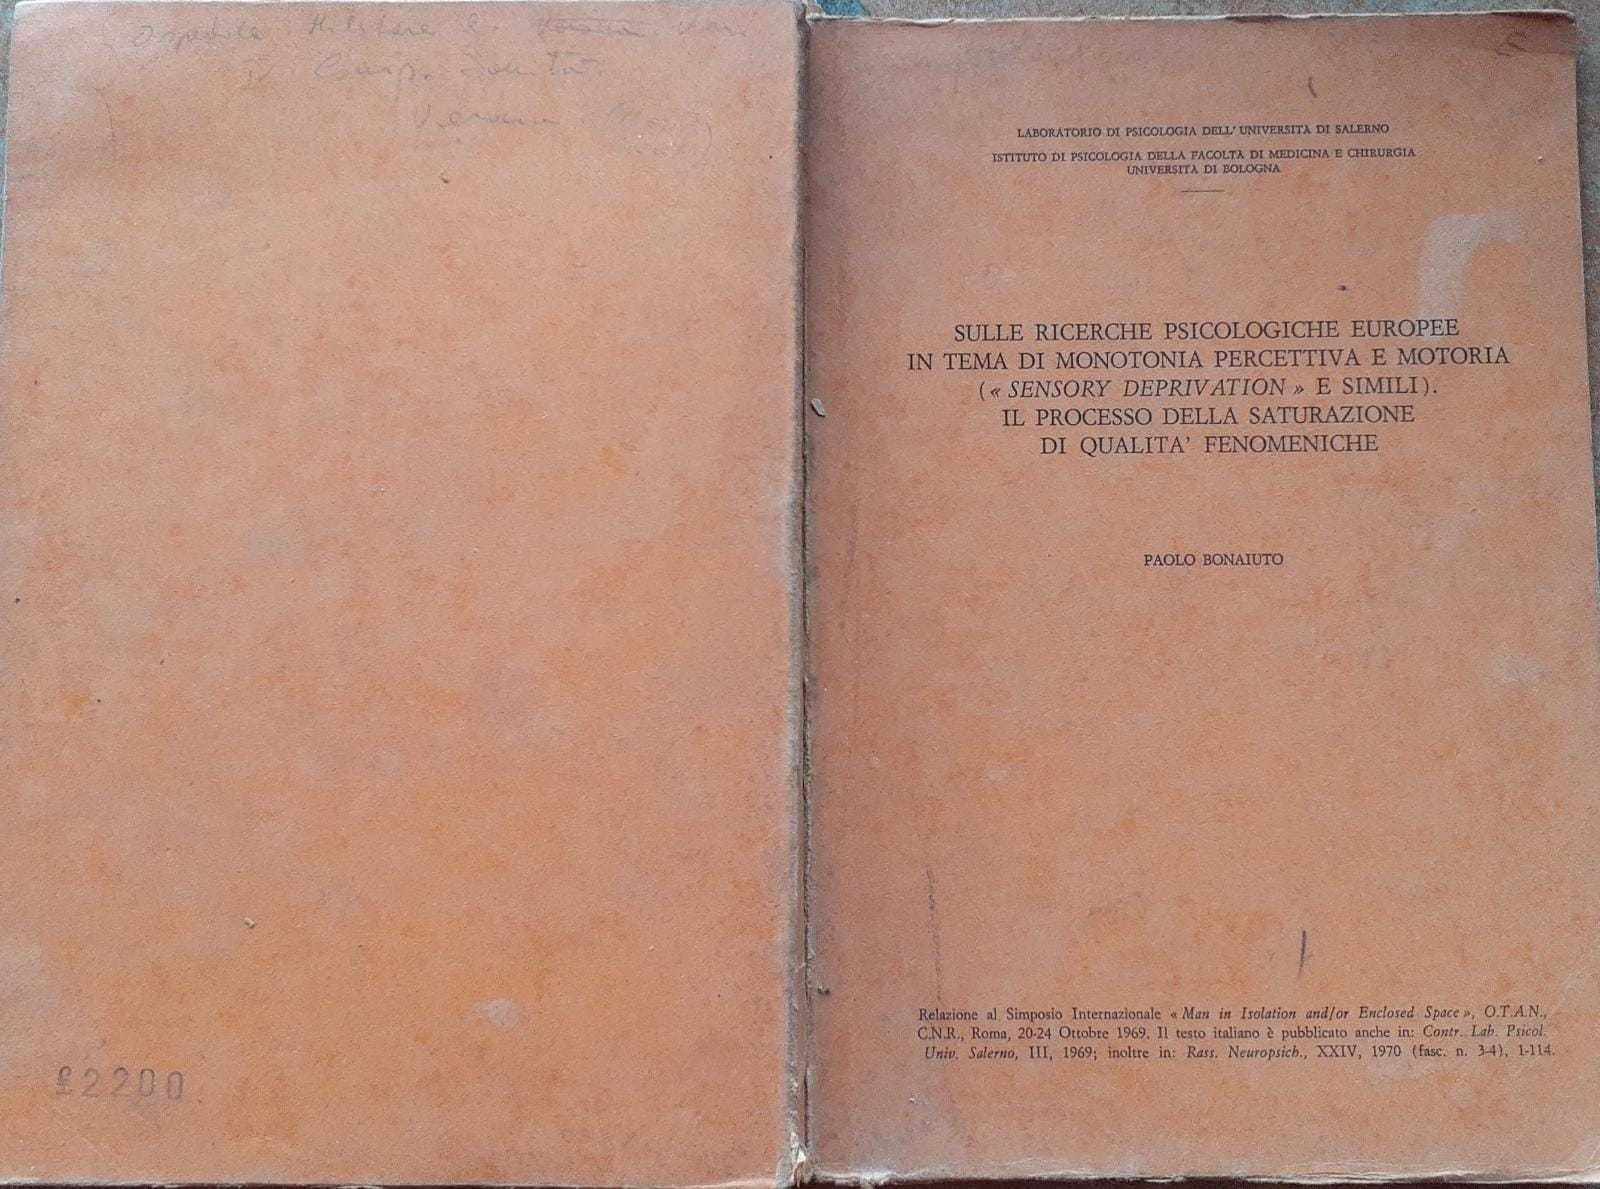 £2200
LABORATORIO DI PSICOLOGIA DELL'UNIVERSITÀ DI SALERNO
ISTITUTO DI PSICOLOGIA DELLA FACOLTÀ DI MEDICINA E CHIRURGIA
UNIVERSITÀ DI BOLOGNA
SULLE RICERCHE PSICOLOGICHE EUROPEE
IN TEMA DI MONOTONIA PERCETTIVA E MOTORIA
(« SENSORY DEPRIVATION » E SIMILI).
IL PROCESSO DELLA SATURAZIONE
DI QUALITA' FENOMENICHE
PAOLO BONAIUTO
Relazione al Simposio Internazionale « Man in Isolation and/or Enclosed Space », O.T.A.N.,
C.N.R., Roma, 20-24 Ottobre 1969. Il testo italiano è pubblicato anche in: Contr. Lab. Psicol.
Univ. Salerno, III, 1969; inoltre in: Rass. Neuropsich., XXIV, 1970 (fasc. n. 3-4), 1-114.